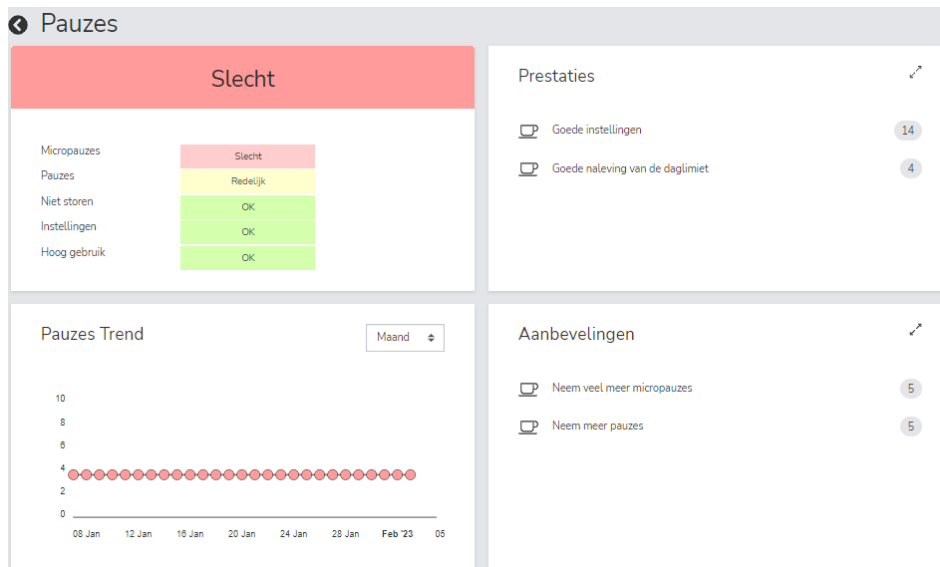 Pauzes
Slecht
Micropauzes Slecht
Pauzes Redelijk
Niet storen OK
Instellingen OK
Hoog gebruik OK
Prestaties
Goede instellingen 14
Goede naleving van de daglimiet 4
Pauzes Trend Maand
10
8
6
4
2
0
08 Jan 12 Jan 16 Jan 20 Jan 24 Jan 28 Jan Feb '23 05
Aanbevelingen
Neem veel meer micropauzes 5
Neem meer pauzes 5